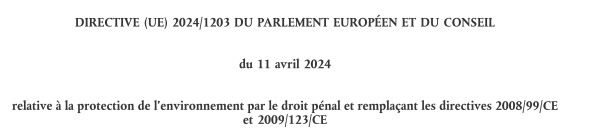 DIRECTIVE (UE) 2024/1203 DU PARLEMENT EUROPÉEN ET DU CONSEIL
du 11 avril 2024
relative à la protection de l’environnement par le droit pénal et remplaçant les directives 2008/99/CE
et 2009/123/CE